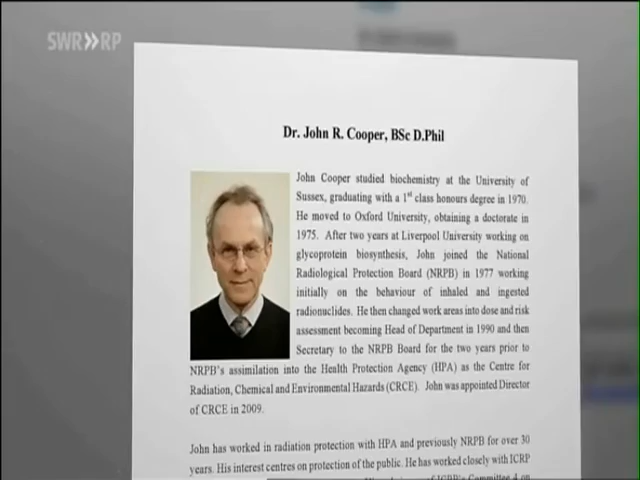 SWR»RP
Dr. John R. Cooper, BSc D.Phil
John Cooper studied biochemistry at the University of
Sussex, graduating with a 1st class honours degree in 1970.
He moved to Oxford University, obtaining a doctorate in
1975. After two years at Liverpool University working on
glycoprotein biosynthesis, John joined the National
Radiological Protection Board (NRPB) in 1977 working
initially on the behaviour of inhaled and ingested
radionuclides. He then changed work areas into dose and risk
assessment becoming Head of Department in 1990 and then
Secretary to the NRPB Board for the two years prior to
NRPB's assimilation into the Health Protection Agency (HPA) as the Centre for
Radiation, Chemical and Environmental Hazards (CRCE). John was appointed Director
of CRCE in 2009.
John has worked in radiation protection with HPA and previously NRPB for over 30
years. His interest centres on protection of the public. He has worked closely with ICRP
Committee 4 on